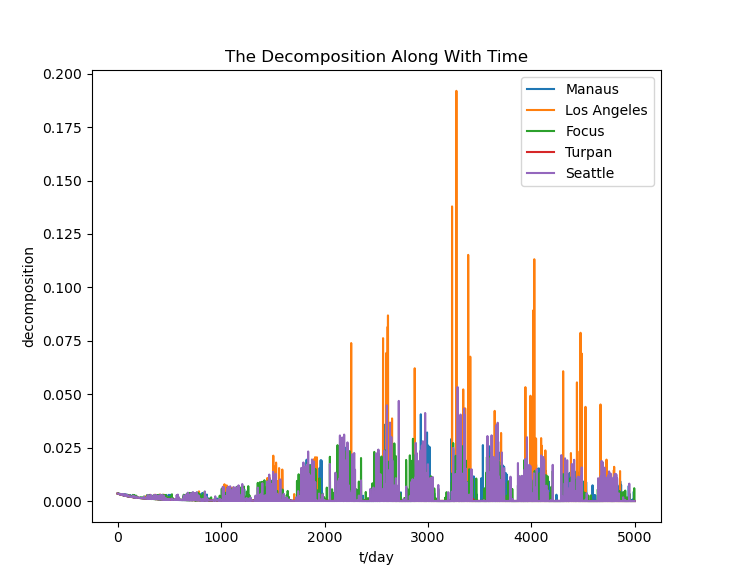 The Decomposition Along With Time
0.200
0.175
0.150
0.125
0.100
0.075
0.050
0.025
0.000
decomposition
Manaus
Los Angeles
Focus
Turpan
Seattle
0 1000 2000 3000 4000 5000
t/day